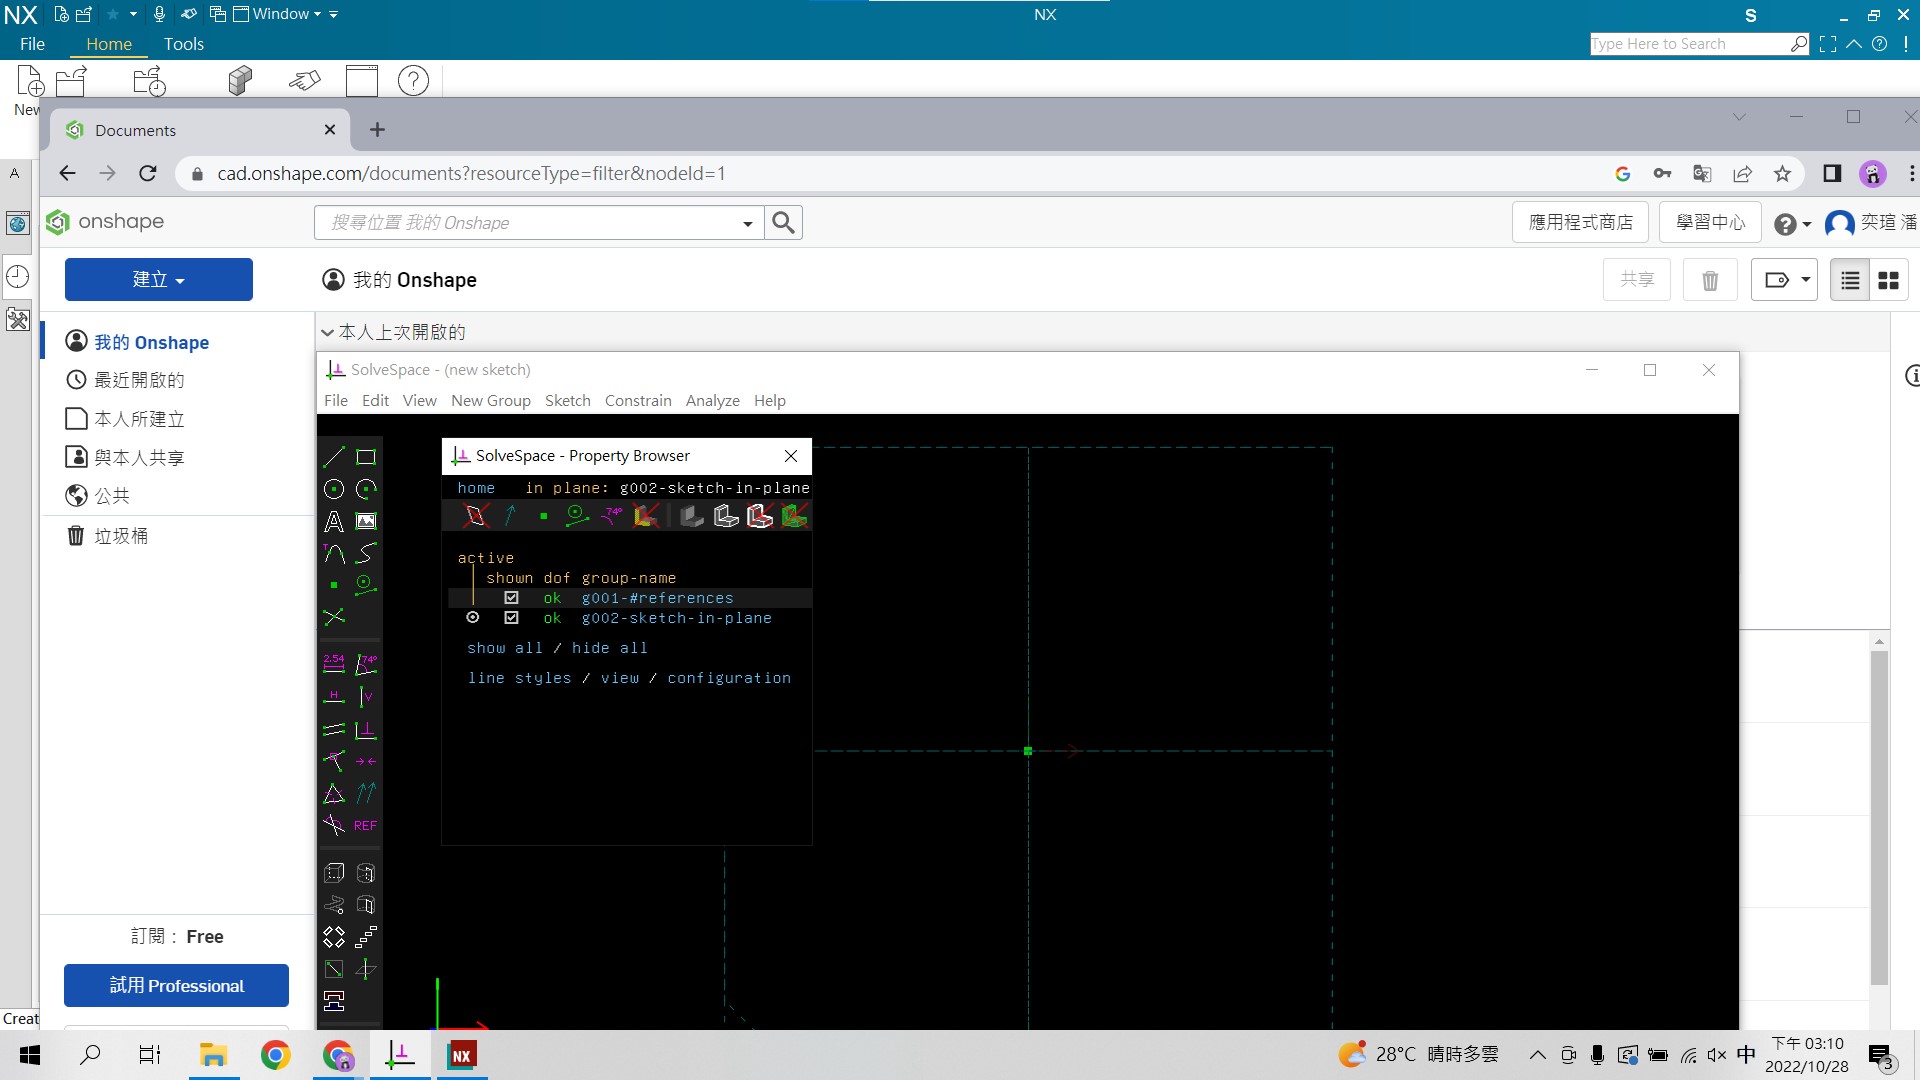 NX
Window
NX
S
File
Home
Tools
Type Here to Search
New
Documents
A
cad.onshape.com/documents?resourceType=filter&nodeId=1
onshape
搜尋位置 我的 Onshape
應用程式商店
學習中心
奕瑄 潘
建立
我的 Onshape
共享
我的 Onshape
本人上次開啟的
最近開啟的
本人所建立
與本人共享
公共
垃圾桶
SolveSpace - (new sketch)
File Edit View New Group Sketch Constrain Analyze Help
SolveSpace - Property Browser
home in plane: g002-sketch-in-plane
74°
active
shown dof group-name
ok g001-#references
ok g002-sketch-in-plane
show all / hide all
line styles / view / configuration
A
T
2.54 74°
H V
REF
訂閱： Free
試用 Professional
Creat
NX
28°C 晴時多雲
中
下午 03:10
2022/10/28
3